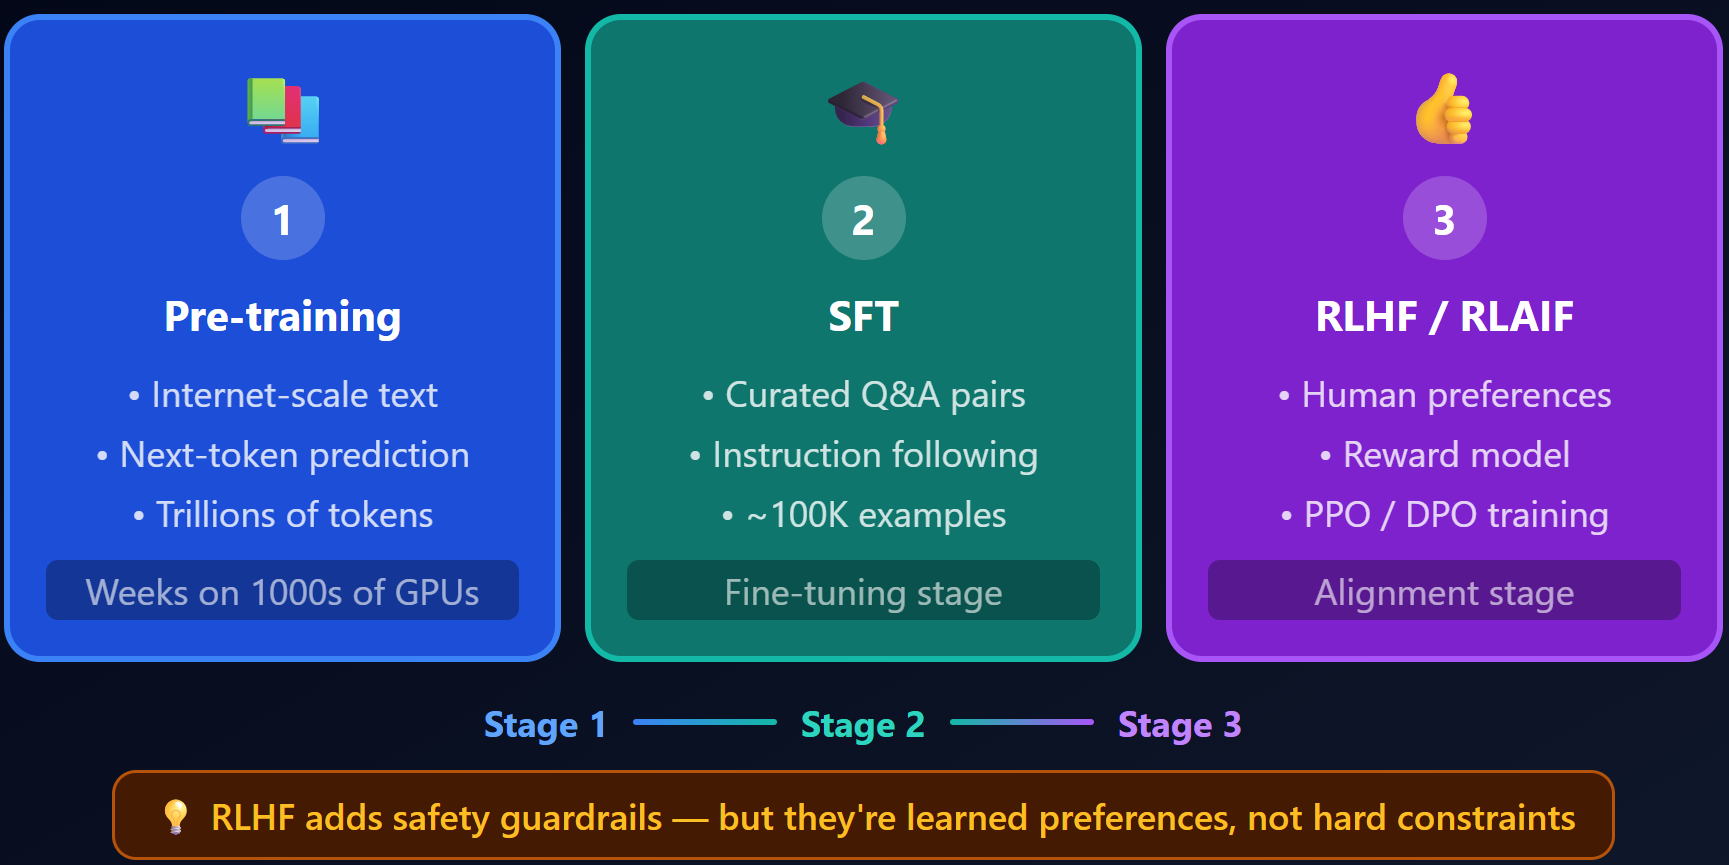 1
Pre-training
• Internet-scale text
• Next-token prediction
• Trillions of tokens
Weeks on 1000s of GPUs
2
SFT
• Curated Q&A pairs
• Instruction following
• ~100K examples
Fine-tuning stage
3
RLHF / RLAIF
• Human preferences
• Reward model
• PPO / DPO training
Alignment stage
Stage 1
Stage 2
Stage 3
RLHF adds safety guardrails — but they're learned preferences, not hard constraints